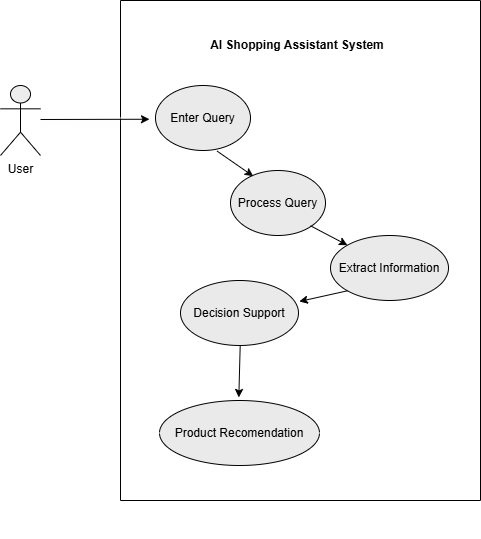 AI Shopping Assistant System
Enter Query
User
Process Query
Extract Information
Decision Support
Product Recomendation